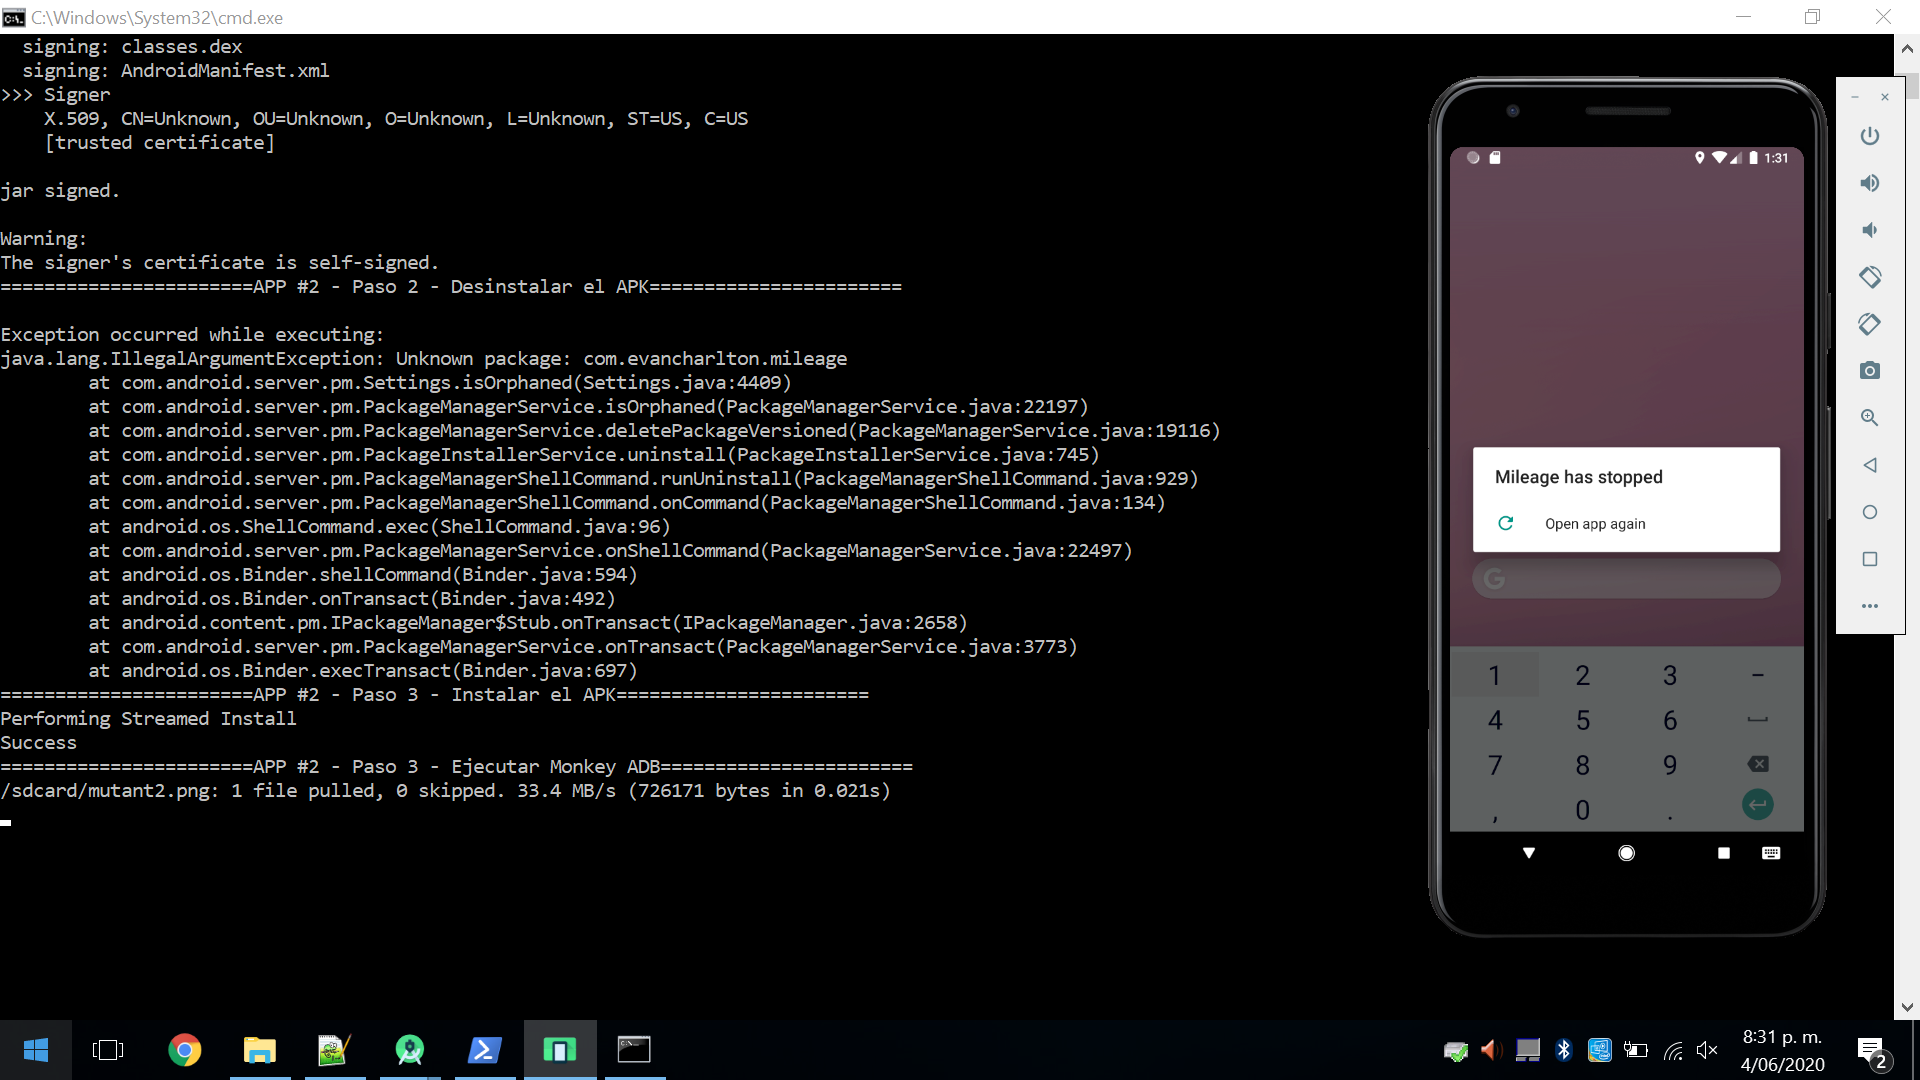 C:\Windows\System32\cmd.exe
  signing: classes.dex
  signing: AndroidManifest.xml
>>> Signer
    X.509, CN=Unknown, OU=Unknown, O=Unknown, L=Unknown, ST=US, C=US
    [trusted certificate]
jar signed.
Warning:
The signer's certificate is self-signed.
=======================APP #2 - Paso 2 - Desinstalar el APK=======================
Exception occurred while executing:
java.lang.IllegalArgumentException: Unknown package: com.evancharlton.mileage
        at com.android.server.pm.Settings.isOrphaned(Settings.java:4409)
        at com.android.server.pm.PackageManagerService.isOrphaned(PackageManagerService.java:22197)
        at com.android.server.pm.PackageManagerService.deletePackageVersioned(PackageManagerService.java:19116)
        at com.android.server.pm.PackageInstallerService.uninstall(PackageInstallerService.java:745)
        at com.android.server.pm.PackageManagerShellCommand.runUninstall(PackageManagerShellCommand.java:929)
        at com.android.server.pm.PackageManagerShellCommand.onCommand(PackageManagerShellCommand.java:134)
        at android.os.ShellCommand.exec(ShellCommand.java:96)
        at com.android.server.pm.PackageManagerService.onShellCommand(PackageManagerService.java:22497)
        at android.os.Binder.shellCommand(Binder.java:594)
        at android.os.Binder.onTransact(Binder.java:492)
        at android.content.pm.IPackageManager$Stub.onTransact(IPackageManager.java:2658)
        at com.android.server.pm.PackageManagerService.onTransact(PackageManagerService.java:3773)
        at android.os.Binder.execTransact(Binder.java:697)
=======================APP #2 - Paso 3 - Instalar el APK=======================
Performing Streamed Install
Success
=======================APP #2 - Paso 3 - Ejecutar Monkey ADB=======================
/sdcard/mutant2.png: 1 file pulled, 0 skipped. 33.4 MB/s (726171 bytes in 0.021s)
1:31
Mileage has stopped
Open app again
G
1 2 3 -
4 5 6
7 8 9
, 0 .
8:31 p. m.
4/06/2020
2